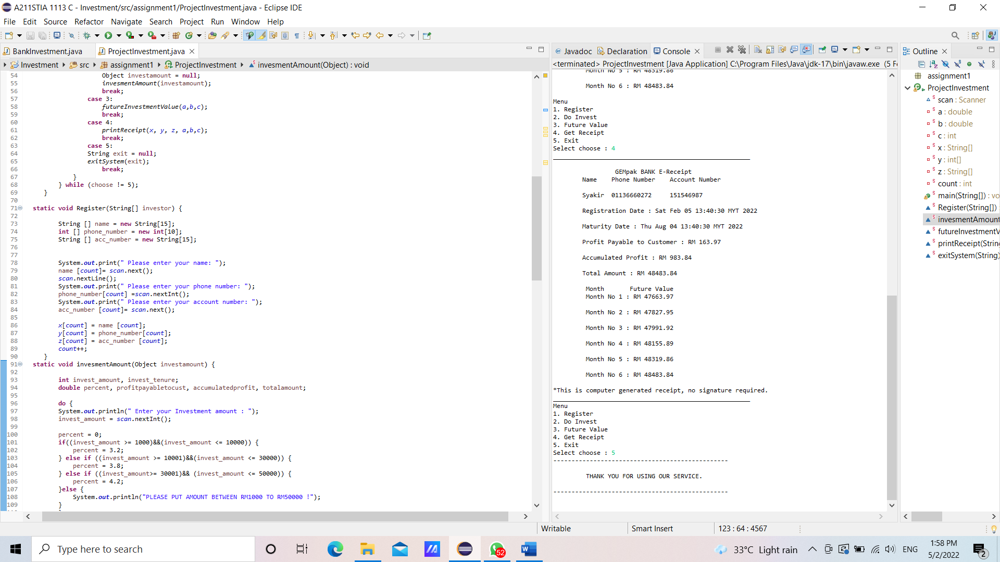 A211STIA 1113 C - Investment/src/assignment1/ProjectInvestment.java - Eclipse IDE
File Edit Source Refactor Navigate Search Project Run Window Help
BankInvestment.java ProjectInvestment.java
Investment src assignment1 ProjectInvestment invesmentAmount(Object) : void
54 Object investamount = null;
55 invesmentAmount(investamount);
56 break;
57 case 3:
58 futureInvestmentValue(a,b,c);
59 break;
60 case 4:
61 printReceipt(x, y, z, a,b,c);
62 break;
63 case 5:
64 String exit = null;
65 exitSystem(exit);
66 break;
67 }
68 } while (choose != 5);
69 }
70
71 static void Register(String[] investor) {
72
73 String [] name = new String[15];
74 int [] phone_number = new int[10];
75 String [] acc_number = new String[15];
76
77
78 System.out.print(" Please enter your name: ");
79 name [count]= scan.next();
80 scan.nextLine();
81 System.out.print(" Please enter your phone number: ");
82 phone_number[count] =scan.nextInt();
83 System.out.print(" Please enter your account number: ");
84 acc_number [count]= scan.next();
85
86 x[count] = name [count];
87 y[count] = phone_number[count];
88 z[count] = acc_number [count];
89 count++;
90 }
91 static void invesmentAmount(Object investamount) {
92
93 int invest_amount, invest_tenure;
94 double percent, profitpayabletocust, accumulatedprofit, totalamount;
95
96 do {
97 System.out.println(" Enter your Investment amount : ");
98 invest_amount = scan.nextInt();
99
100 percent = 0;
101 if((invest_amount >= 1000)&&(invest_amount <= 10000)) {
102 percent = 3.2;
103 } else if ((invest_amount >= 10001)&&(invest_amount <= 30000)) {
104 percent = 3.8;
105 } else if ((invest_amount>= 30001)&& (invest_amount <= 50000)) {
106 percent = 4.2;
107 }else {
108 System.out.println("PLEASE PUT AMOUNT BETWEEN RM1000 TO RM50000 !");
109 }
@ Javadoc Declaration Console
<terminated> ProjectInvestment [Java Application] C:\Program Files\Java\jdk-17\bin\javaw.exe (5 Fe
Month No 5 : RM 48319.86
Month No 6 : RM 48483.84
Menu
1. Register
2. Do Invest
3. Future Value
4. Get Receipt
5. Exit
Select choose : 4
GEMpak BANK E-Receipt
Name Phone Number Account Number
Syakir 01136660272 151546987
Registration Date : Sat Feb 05 13:40:30 MYT 2022
Maturity Date : Thu Aug 04 13:40:30 MYT 2022
Profit Payable to Customer : RM 163.97
Accumulated Profit : RM 983.84
Total Amount : RM 48483.84
Month Future Value
Month No 1 : RM 47663.97
Month No 2 : RM 47827.95
Month No 3 : RM 47991.92
Month No 4 : RM 48155.89
Month No 5 : RM 48319.86
Month No 6 : RM 48483.84
*This is computer generated receipt, no signature required.
Menu
1. Register
2. Do Invest
3. Future Value
4. Get Receipt
5. Exit
Select choose : 5
------------------------------------------------
THANK YOU FOR USING OUR SERVICE.
------------------------------------------------
Outline
assignment1
ProjectInvestment
scan : Scanner
a : double
b : double
c : int
x : String[]
y : int[]
z : String[]
count : int
main(String[]) : vo
Register(String[])
invesmentAmount
futureInvestmentV
printReceipt(Strin
exitSystem(String)
Writable Smart Insert 123 : 64 : 4567
Type here to search
52
33°C Light rain
ENG
1:58 PM
5/2/2022
2